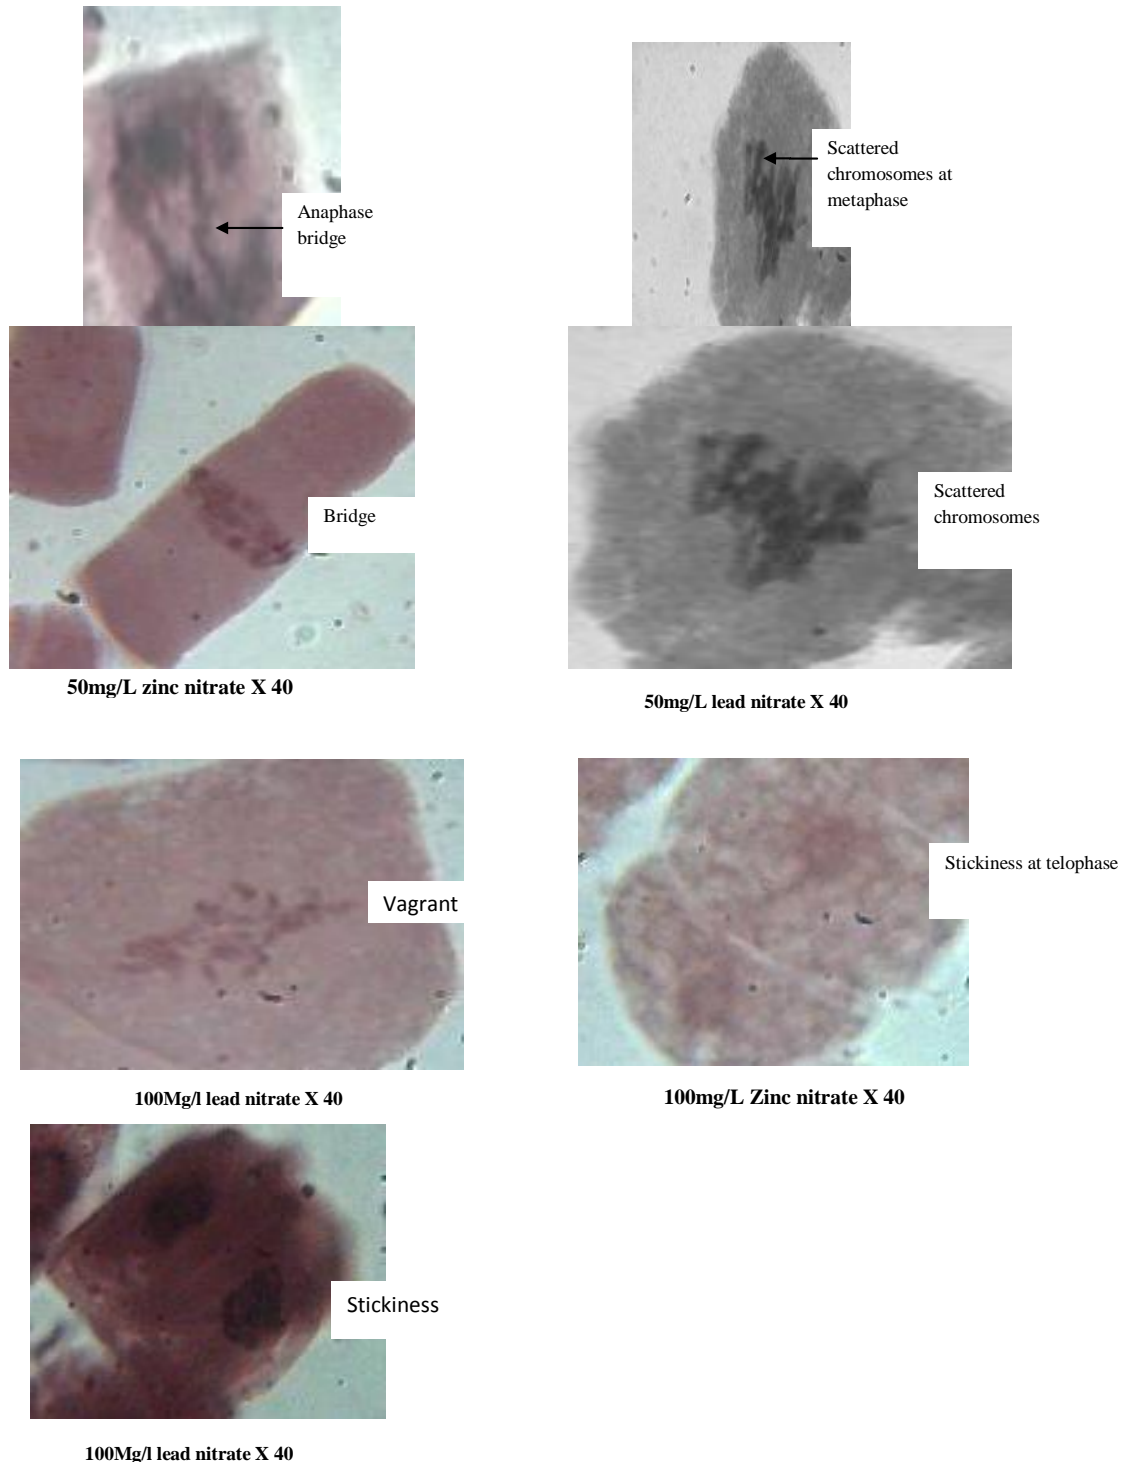 Anaphase
bridge
Scattered
chromosomes at
metaphase
Bridge
Scattered
chromosomes
50mg/L zinc nitrate X 40
50mg/L lead nitrate X 40
Vagrant
Stickiness at telophase
100Mg/l lead nitrate X 40
100mg/L Zinc nitrate X 40
Stickiness
100Mg/l lead nitrate X 40